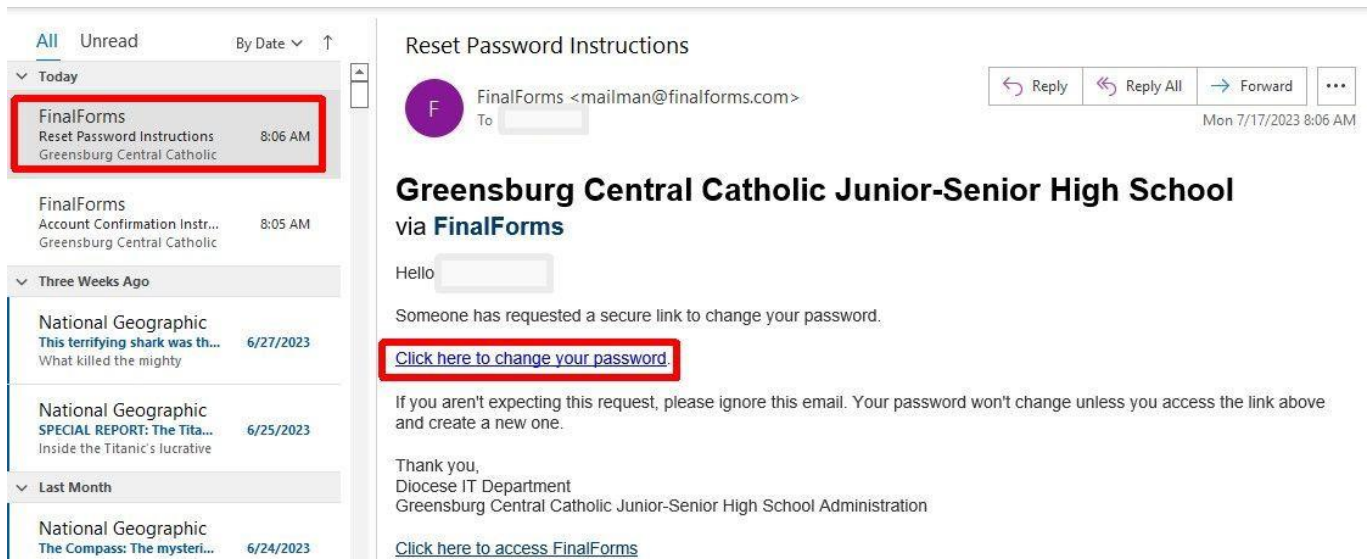 All Unread By Date
Today
FinalForms
Reset Password Instructions 8:06 AM
Greensburg Central Catholic
FinalForms
Account Confirmation Instr... 8:05 AM
Greensburg Central Catholic
Three Weeks Ago
National Geographic
This terrifying shark was th... 6/27/2023
What killed the mighty
National Geographic
SPECIAL REPORT: The Tita... 6/25/2023
Inside the Titanic's lucrative
Last Month
National Geographic
The Compass: The mysteri... 6/24/2023
Reset Password Instructions
F
FinalForms <mailman@finalforms.com>
To
Reply Reply All Forward ...
Mon 7/17/2023 8:06 AM
Greensburg Central Catholic Junior-Senior High School
via FinalForms
Hello
Someone has requested a secure link to change your password.
Click here to change your password.
If you aren't expecting this request, please ignore this email. Your password won't change unless you access the link above
and create a new one.
Thank you,
Diocese IT Department
Greensburg Central Catholic Junior-Senior High School Administration
Click here to access FinalForms